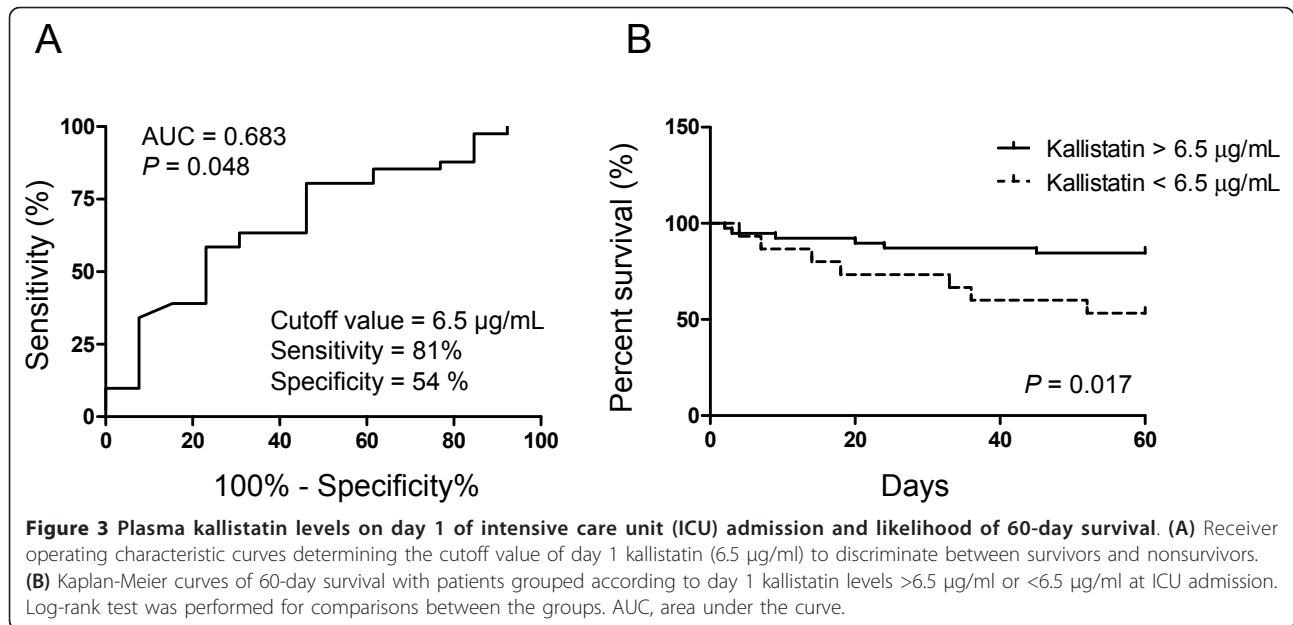 A
B
AUC = 0.683
P = 0.048
Cutoff value = 6.5 µg/mL
Sensitivity = 81%
Specificity = 54 %
Sensitivity (%)
100
75
50
25
0
0 20 40 60 80 100
100% - Specificity%
Kallistatin > 6.5 µg/mL
Kallistatin < 6.5 µg/mL
P = 0.017
Percent survival (%)
150
100
50
0
0 20 40 60
Days
Figure 3 Plasma kallistatin levels on day 1 of intensive care unit (ICU) admission and likelihood of 60-day survival. (A) Receiver
operating characteristic curves determining the cutoff value of day 1 kallistatin (6.5 µg/ml) to discriminate between survivors and nonsurvivors.
(B) Kaplan-Meier curves of 60-day survival with patients grouped according to day 1 kallistatin levels >6.5 µg/ml or <6.5 µg/ml at ICU admission.
Log-rank test was performed for comparisons between the groups. AUC, area under the curve.